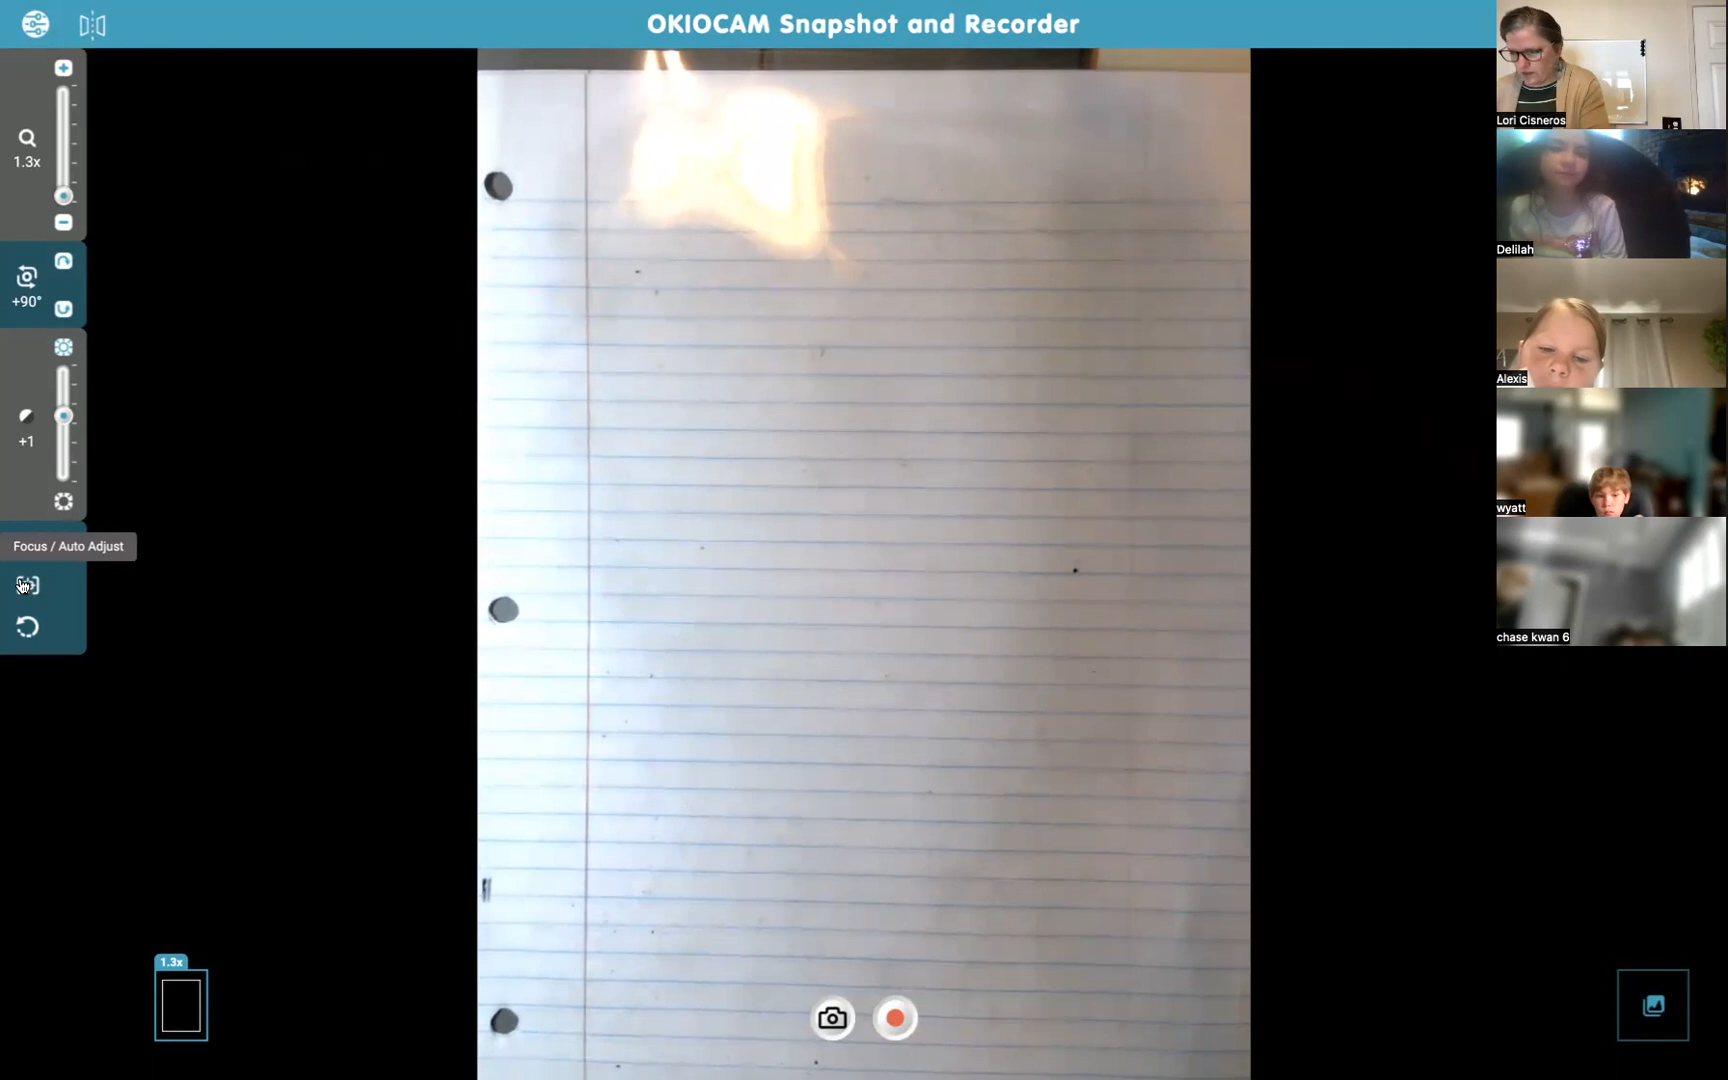 OKIOCAM Snapshot and Recorder
1.3x
+90°
+1
Focus / Auto Adjust
1.3x
Lori Cisneros
Delilah
Alexis
wyatt
chase kwan 6